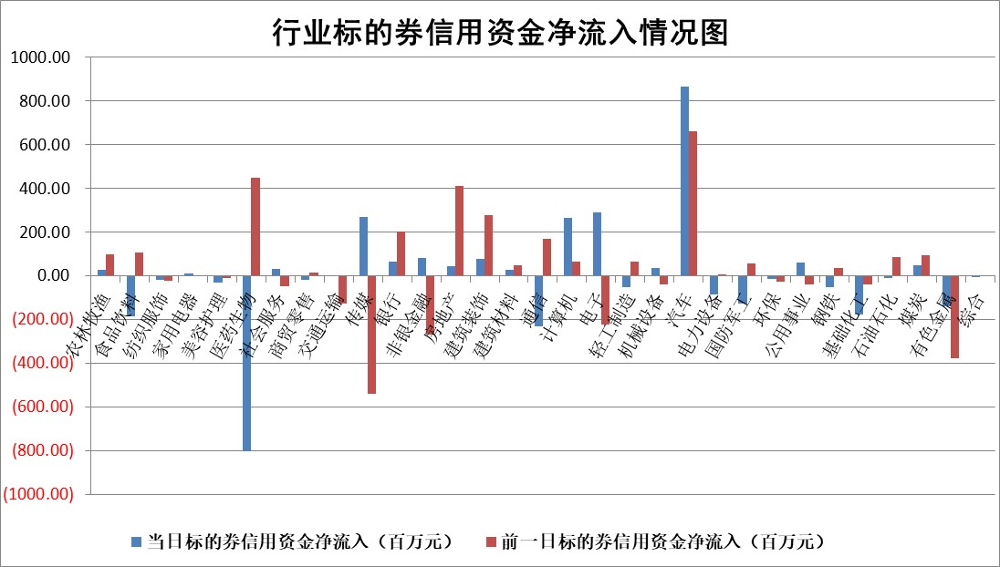 行业标的券信用资金净流入情况图
1000.00
800.00
600.00
400.00
200.00
0.00
(200.00)
(400.00)
(600.00)
(800.00)
(1000.00)
农林牧渔
食品饮料
纺织服饰
家用电器
美容护理
医药生物
社会服务
商贸零售
交通运输
传媒
银行
非银金融
房地产
建筑装饰
建筑材料
通信
计算机
电子
轻工制造
机械设备
汽车
电力设备
国防军工
环保
公用事业
钢铁
基础化工
石油石化
煤炭
有色金属
综合
当日标的券信用资金净流入（百万元）
前一日标的券信用资金净流入（百万元）